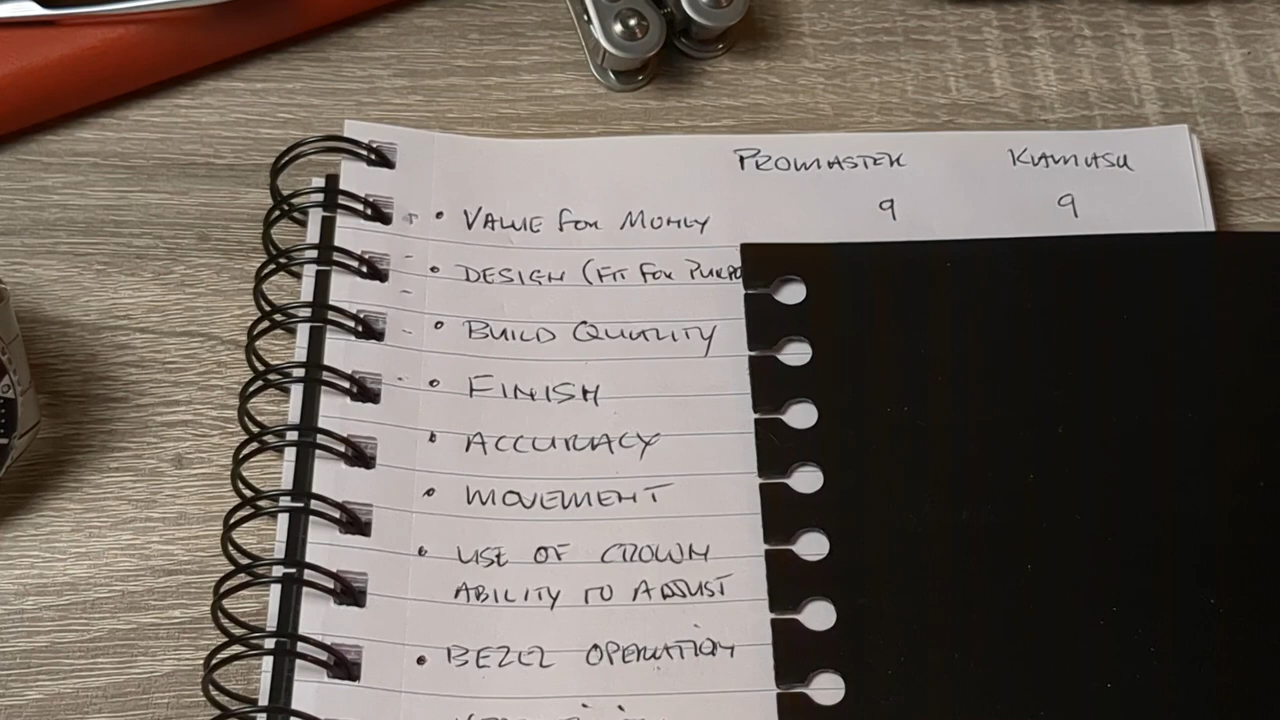 PROMASTER KAMASU
• VALUE FOR MONEY 9 9
• DESIGN (FIT FOR PURPO
• BUILD QUALITY
• FINISH
• ACCURACY
• MOVEMENT
• USE OF CROWN
ABILITY TO ADJUST
• BEZEL OPERATION